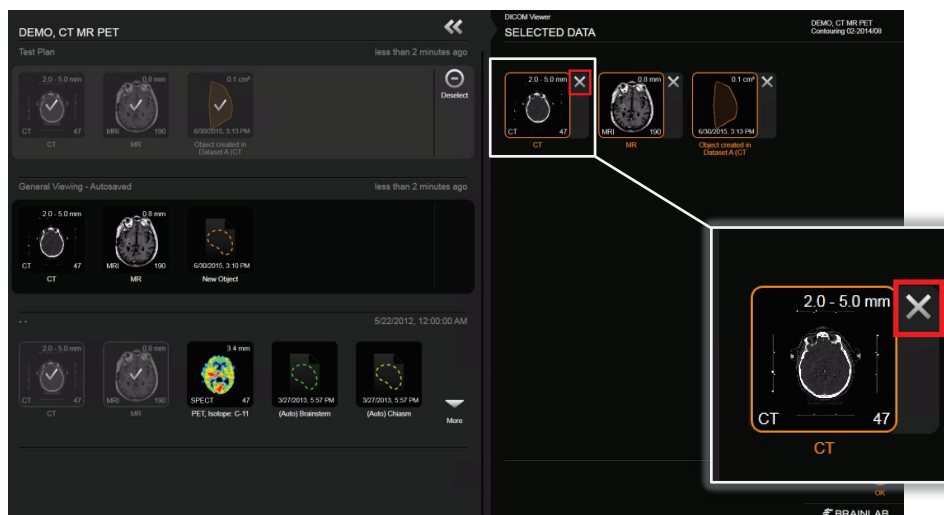 DEMO, CT MR PET
Test Plan
less than 2 minutes ago
2.0 - 5.0 mm
0.8 mm
0.1 cm³
CT 47
MRI 190
6/30/2015, 3:13 PM
Deselect
CT
MR
Object created in
Dataset A (CT
General Viewing - Autosaved
less than 2 minutes ago
2.0 - 5.0 mm
0.8 mm
CT 47
MRI 190
6/30/2015, 3:10 PM
CT
MR
New Object
- -
5/22/2012, 12:00:00 AM
2.0 - 5.0 mm
0.8 mm
3.4 mm
CT 47
MRI 190
SPECT 47
3/27/2013, 5:57 PM
3/27/2013, 5:57 PM
CT
MR
PET, Isotope: C-11
(Auto) Brainstem
(Auto) Chiasm
More
DICOM Viewer
SELECTED DATA
DEMO, CT MR PET
Contouring 02-2014/08
2.0 - 5.0 mm
0.8 mm
0.1 cm³
CT 47
MRI 190
6/30/2015, 3:13 PM
CT
MR
Object created in
Dataset A (CT
2.0 - 5.0 mm
CT 47
CT
OK
BRAINLAB